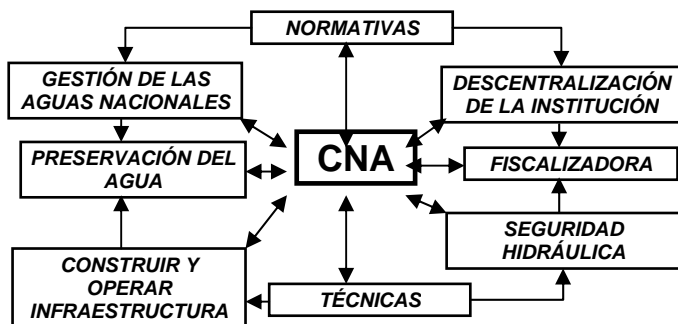 NORMATIVAS
GESTIÓN DE LAS
AGUAS NACIONALES
DESCENTRALIZACIÓN
DE LA INSTITUCIÓN
PRESERVACIÓN DEL
AGUA
CNA
FISCALIZADORA
CONSTRUIR Y
OPERAR
INFRAESTRUCTURA
TÉCNICAS
SEGURIDAD
HIDRÁULICA